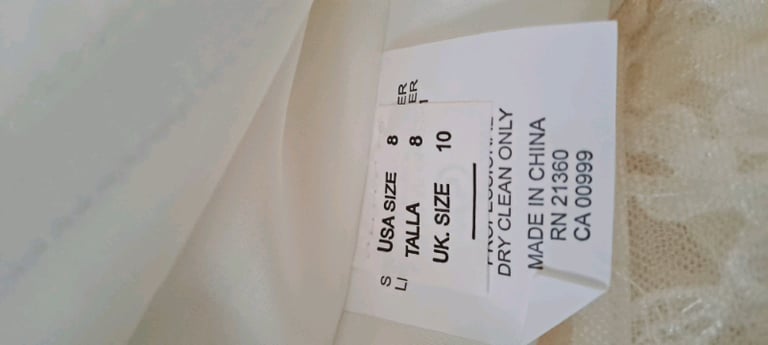 USA SIZE 8
TALLA 8
UK. SIZE 10
DRY CLEAN ONLY
MADE IN CHINA
RN 21360
CA 00999